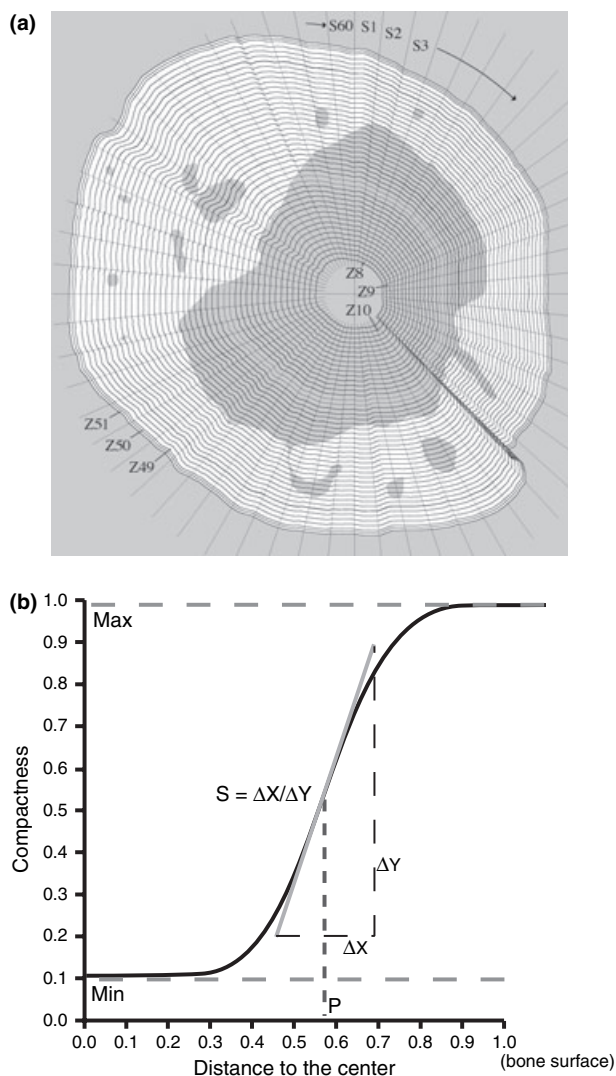 (a)
S60 S1 S2
S3
Z8
Z9
Z10
Z51
Z50
Z49
(b)
1.0
Max
0.9
0.8
0.7
0.6
S = ΔX/ΔY
0.5
0.4
ΔY
0.3
0.2
ΔX
0.1
Min
P
0.0
Compactness
0.0 0.1 0.2 0.3 0.4 0.5 0.6 0.7 0.8 0.9 1.0
Distance to the center
(bone surface)